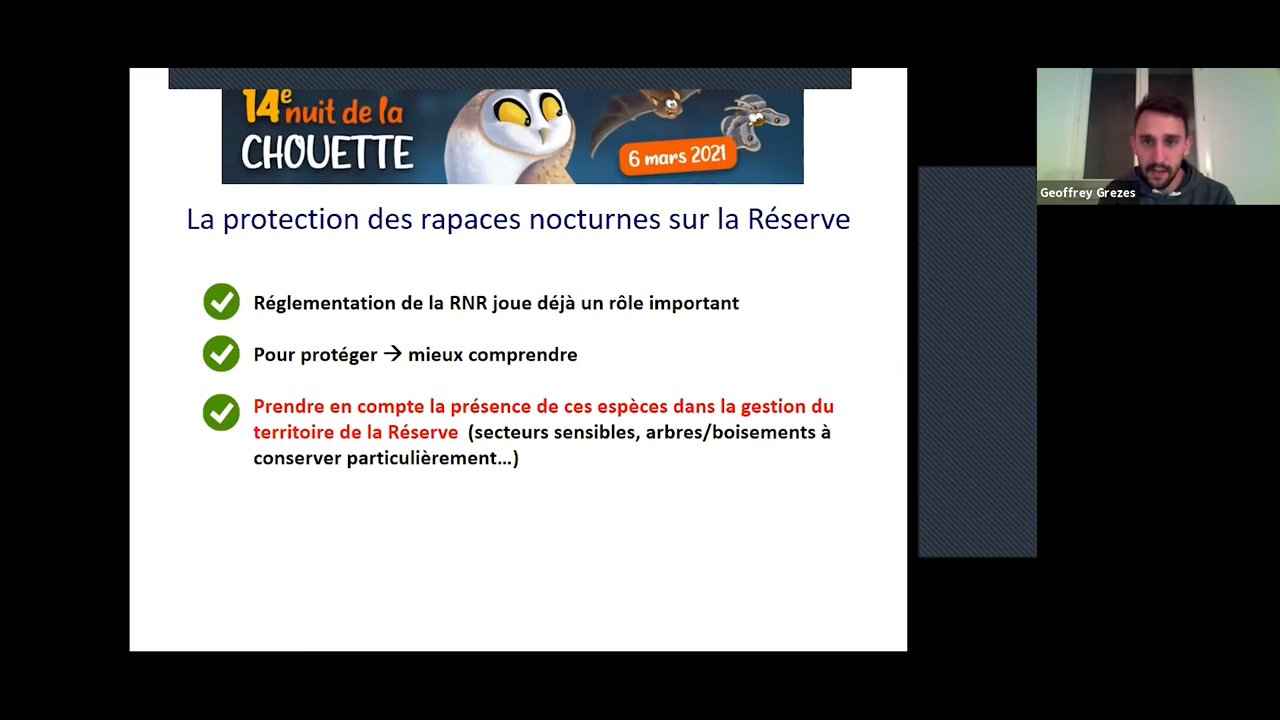 14e nuit de la
CHOUETTE
6 mars 2021
La protection des rapaces nocturnes sur la Réserve
Réglementation de la RNR joue déjà un rôle important
Pour protéger → mieux comprendre
Prendre en compte la présence de ces espèces dans la gestion du
territoire de la Réserve (secteurs sensibles, arbres/boisements à
conserver particulièrement...)
Geoffrey Grezes